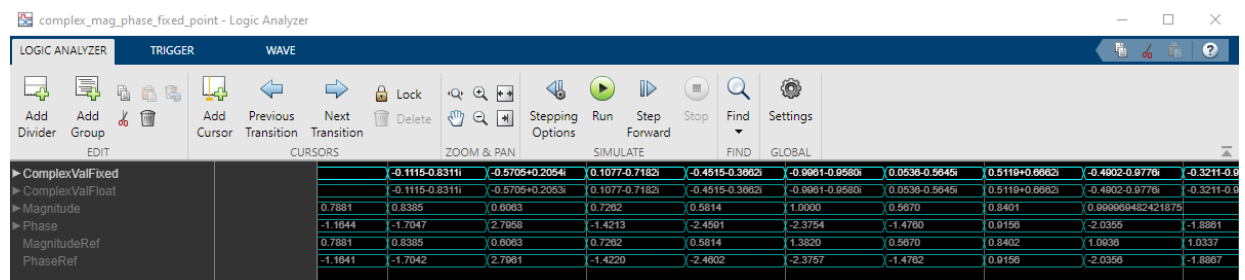 complex_mag_phase_fixed_point - Logic Analyzer
LOGIC ANALYZER TRIGGER WAVE
Add Divider
Add Group
EDIT
Add Cursor
Previous Transition
Next Transition
Lock
Delete
CURSORS
ZOOM & PAN
Stepping Options
Run
Step Forward
Stop
SIMULATE
Find
FIND
Settings
GLOBAL
ComplexValFixed -0.1115-0.8311i -0.5705+0.2054i 0.1077-0.7182i -0.4515-0.3662i -0.9961-0.9580i 0.0536-0.5645i 0.5119+0.6662i -0.4902-0.9776i -0.3211-0.9
ComplexValFloat -0.1115-0.8311i -0.5705+0.2053i 0.1077-0.7182i -0.4515-0.3662i -0.9961-0.9580i 0.0536-0.5645i 0.5119+0.6662i -0.4902-0.9776i -0.3211-0.9
Magnitude 0.7881 0.8385 0.6063 0.7262 0.5814 1.0000 0.5670 0.8401 0.999969482421875
Phase -1.1644 -1.7047 2.7958 -1.4213 -2.4591 -2.3754 -1.4760 0.9156 -2.0355 -1.8861
MagnitudeRef 0.7881 0.8385 0.6063 0.7262 0.5814 1.3820 0.5670 0.8402 1.0936 1.0337
PhaseRef -1.1641 -1.7042 2.7961 -1.4220 -2.4602 -2.3757 -1.4762 0.9156 -2.0356 -1.8867